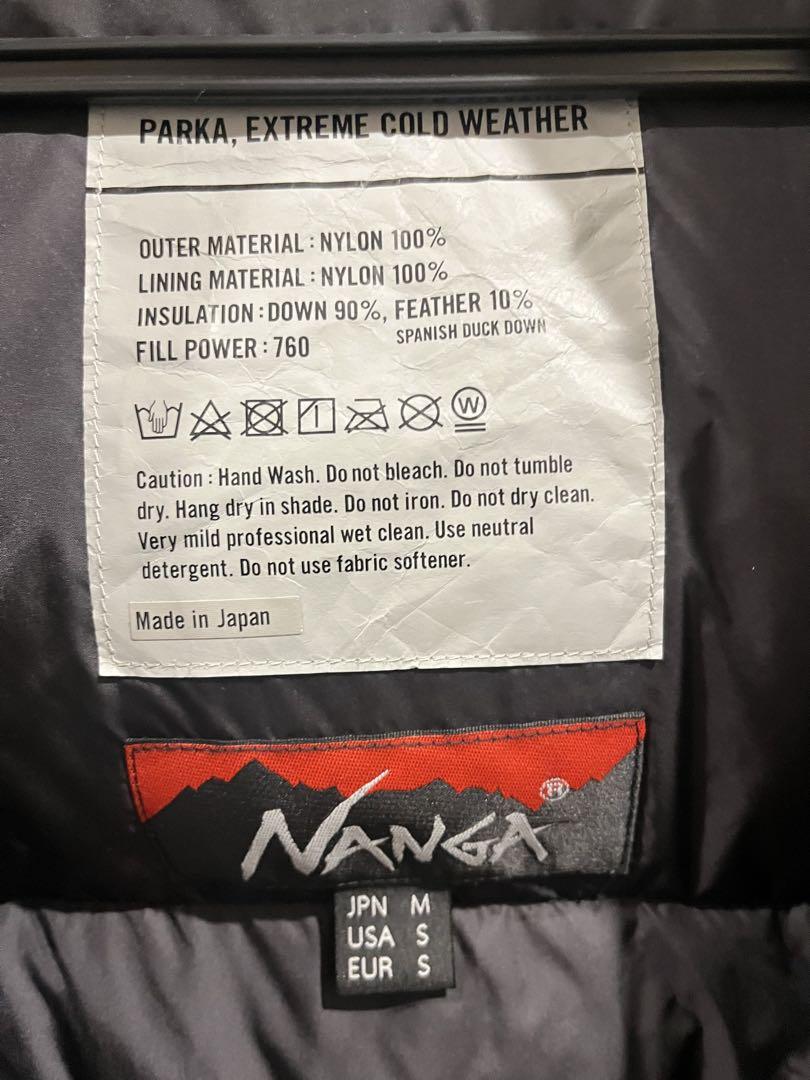 PARKA, EXTREME COLD WEATHER
OUTER MATERIAL : NYLON 100%
LINING MATERIAL : NYLON 100%
INSULATION : DOWN 90%, FEATHER 10%
SPANISH DUCK DOWN
FILL POWER : 760
W
Caution : Hand Wash. Do not bleach. Do not tumble
dry. Hang dry in shade. Do not iron. Do not dry clean.
Very mild professional wet clean. Use neutral
detergent. Do not use fabric softener.
Made in Japan
NANGA ®
JPN M
USA S
EUR S